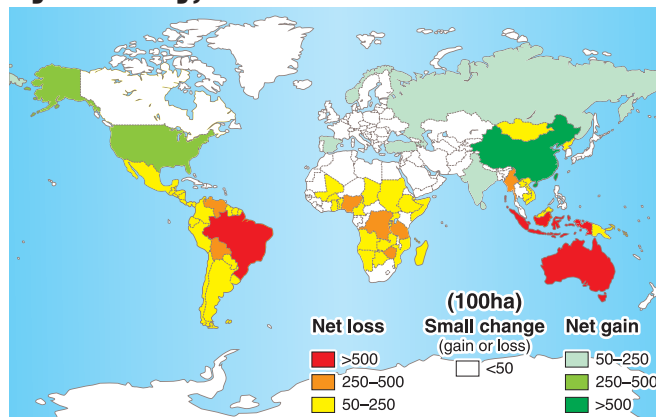 (100ha)
Net loss
>500
250–500
50–250
Small change
(gain or loss)
<50
Net gain
50–250
250–500
>500